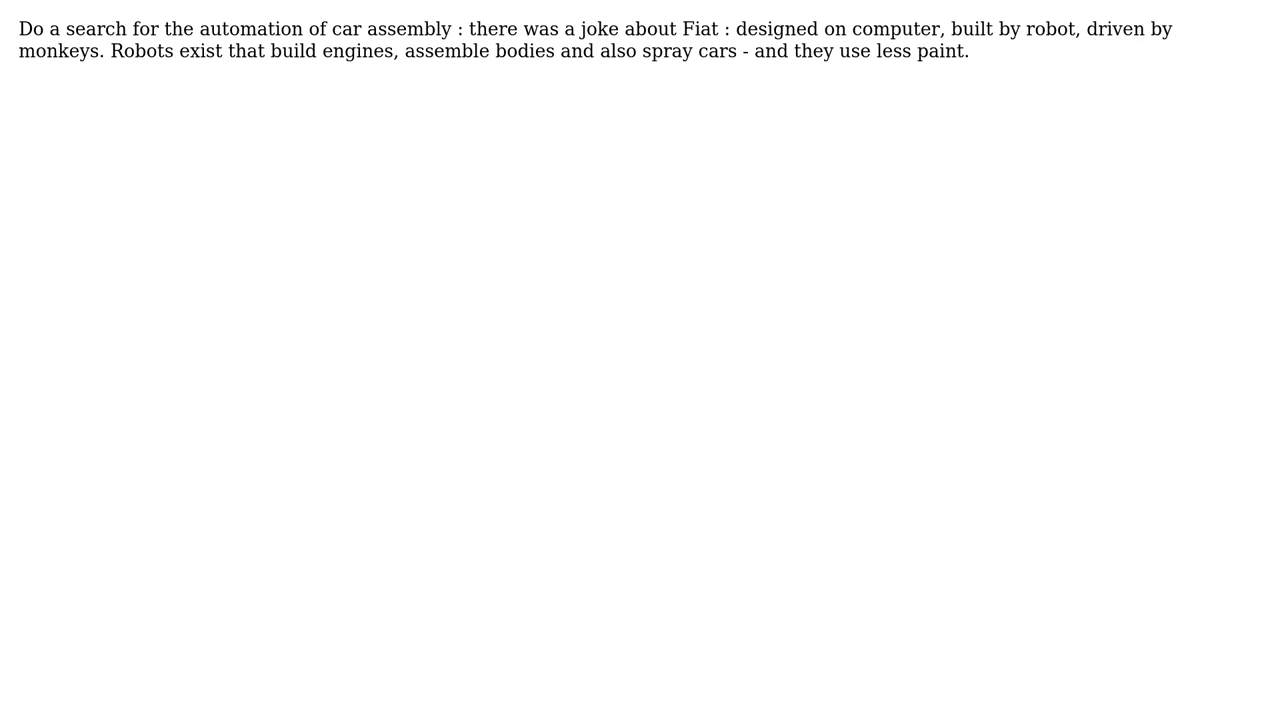 Do a search for the automation of car assembly : there was a joke about Fiat : designed on computer, built by robot, driven by
monkeys. Robots exist that build engines, assemble bodies and also spray cars - and they use less paint.